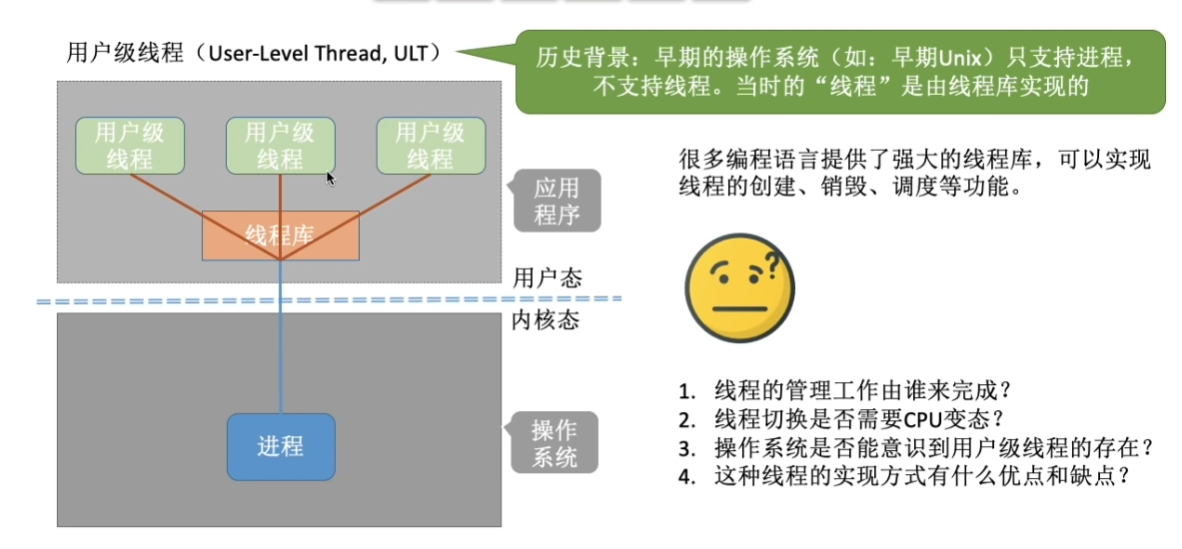 用户级线程（User-Level Thread, ULT）
历史背景：早期的操作系统（如：早期Unix）只支持进程，
不支持线程。当时的“线程”是由线程库实现的
用户级
线程
用户级
线程
用户级
线程
线程库
应用
程序
用户态
内核态
进程
操作
系统
很多编程语言提供了强大的线程库，可以实现
线程的创建、销毁、调度等功能。
?
1. 线程的管理工作由谁来完成？
2. 线程切换是否需要CPU变态？
3. 操作系统是否能意识到用户级线程的存在？
4. 这种线程的实现方式有什么优点和缺点？